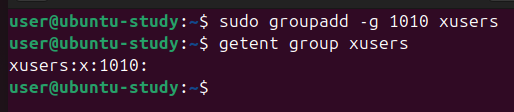 user@ubuntu-study:~$ sudo groupadd -g 1010 xusers
user@ubuntu-study:~$ getent group xusers
xusers:x:1010:
user@ubuntu-study:~$